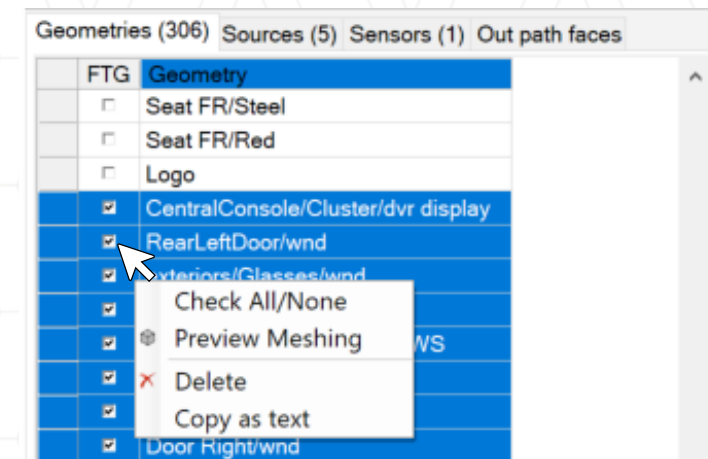 Geometries (306) Sources (5) Sensors (1) Out path faces
FTG Geometry
Seat FR/Steel
Seat FR/Red
Logo
CentralConsole/Cluster/dvr display
RearLeftDoor/wnd
xteriors/Glasses/wnd
Check All/None
Preview Meshing
WS
Delete
Copy as text
Door Right/wnd